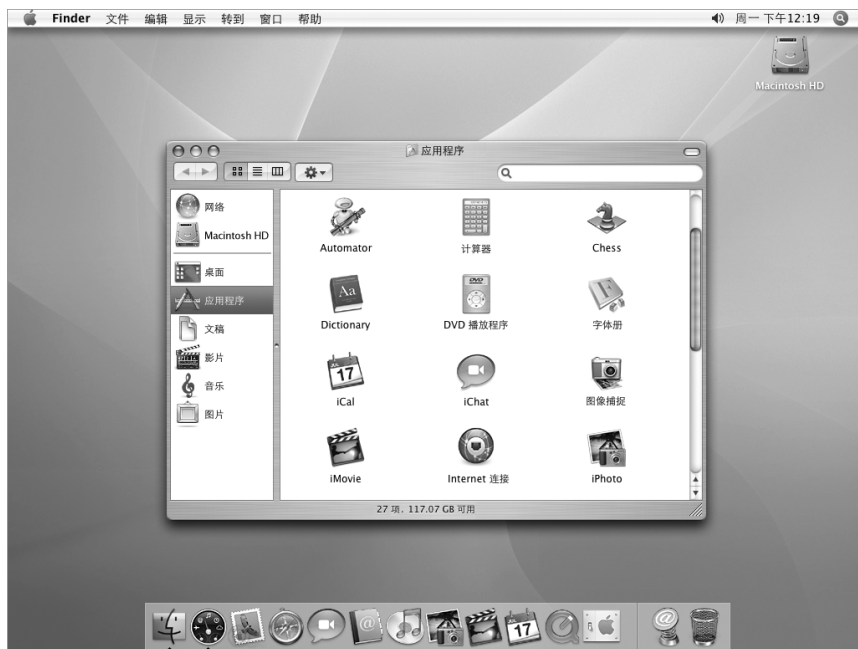 Finder 文件 编辑 显示 转到 窗口 帮助 周一 下午12:19
Macintosh HD
应用程序
网络
Macintosh HD
桌面
应用程序
文稿
影片
音乐
图片
Automator 计算器 Chess
Aa DVD
Dictionary DVD 播放程序 字体册
17
iCal iChat 图像捕捉
iMovie Internet 连接 iPhoto
27 项，117.07 GB 可用
@ 17 @